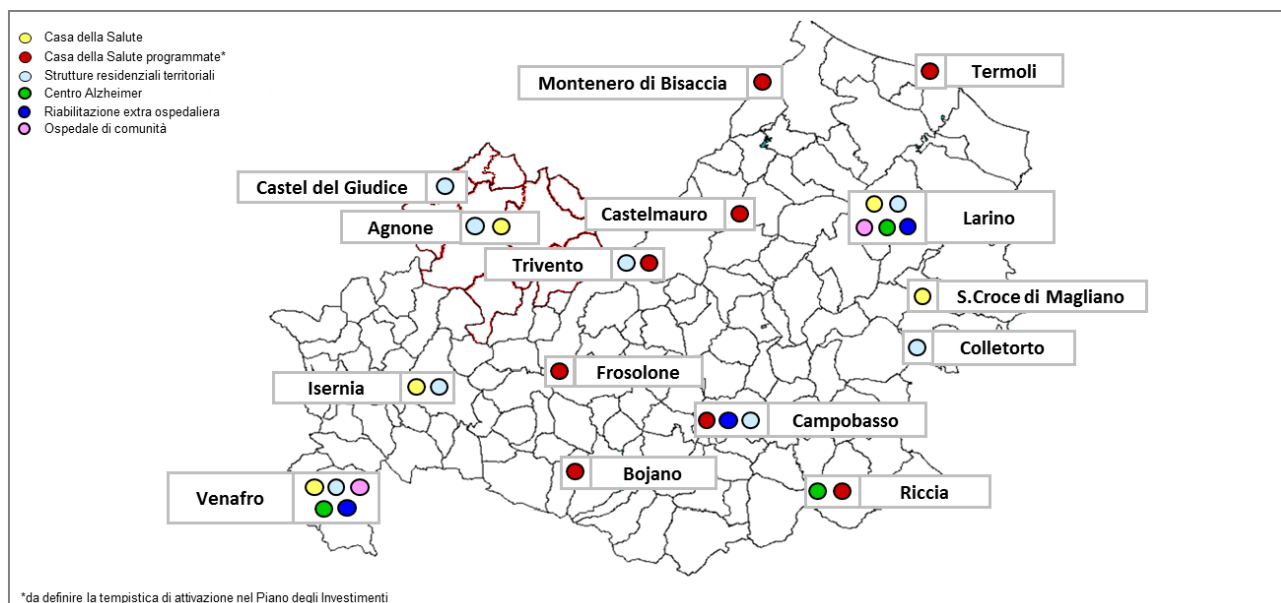 Casa della Salute
Casa della Salute programmate*
Strutture residenziali territoriali
Centro Alzheimer
Riabilitazione extra ospedaliera
Ospedale di comunità
Montenero di Bisaccia
Termoli
Castel del Giudice
Agnone
Castelmauro
Larino
Trivento
S.Croce di Magliano
Colletorto
Frosolone
Isernia
Campobasso
Bojano
Venafro
Riccia
*da definire la tempistica di attivazione nel Piano degli Investimenti